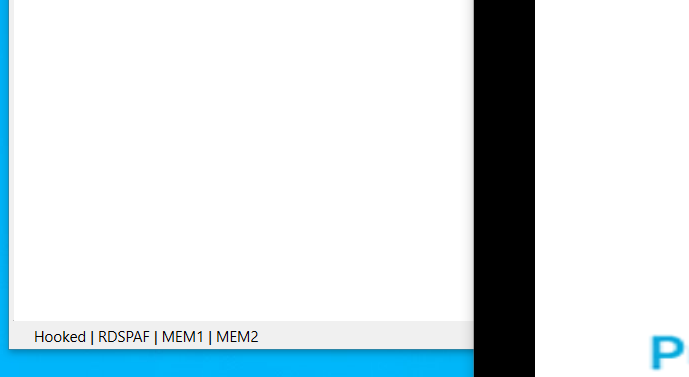 Hooked | RDSPAF | MEM1 | MEM2
P